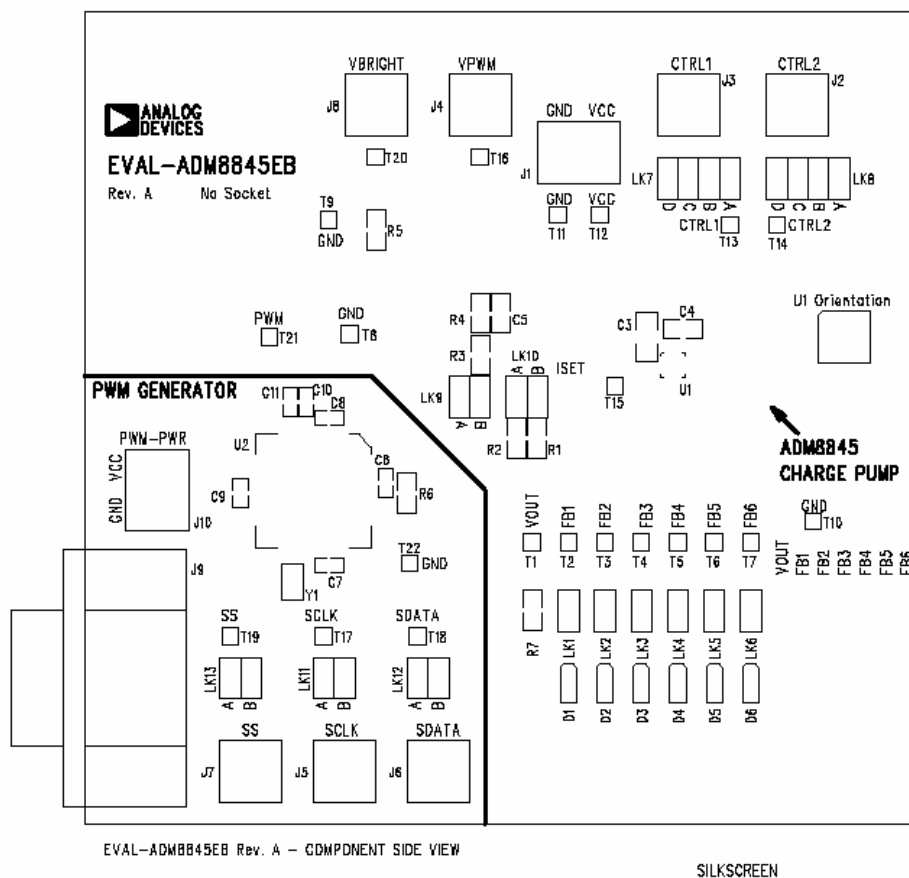 VBRIGHT
VPWM
CTRL1
CTRL2
J8
J4
J3
J2
ANALOG
DEVICES
GND VCC
J1
EVAL-ADM8845EB
Rev. A No Socket
T20
T16
LK7
D C B A
LK8
D C B A
T9
GND
R5
GND
T11
VCC
T12
CTRL1
T13
CTRL2
T14
U1 Orientation
PWM
T21
GND
T8
R4
C5
C3
C4
R3
LK10
A B
ISET
U1
T15
LK9
A B
R2
R1
PWM GENERATOR
C11
C10
C8
U2
PWM-PWR
GND VCC
J10
C9
C6
R6
ADM8845
CHARGE PUMP
GND
T10
VOUT
FB1
FB2
FB3
FB4
FB5
FB6
T1
T2
T3
T4
T5
T6
T7
VOUT
FB1
FB2
FB3
FB4
FB5
FB6
J9
C7
Y1
T22
GND
SS
T19
SCLK
T17
SDATA
T18
R7
LK1
LK2
LK3
LK4
LK5
LK6
LK13
A B
LK11
A B
LK12
A B
D1
D2
D3
D4
D5
D6
SS
J7
SCLK
J5
SDATA
J6
EVAL-ADM8845EB Rev. A - COMPONENT SIDE VIEW
SILKSCREEN